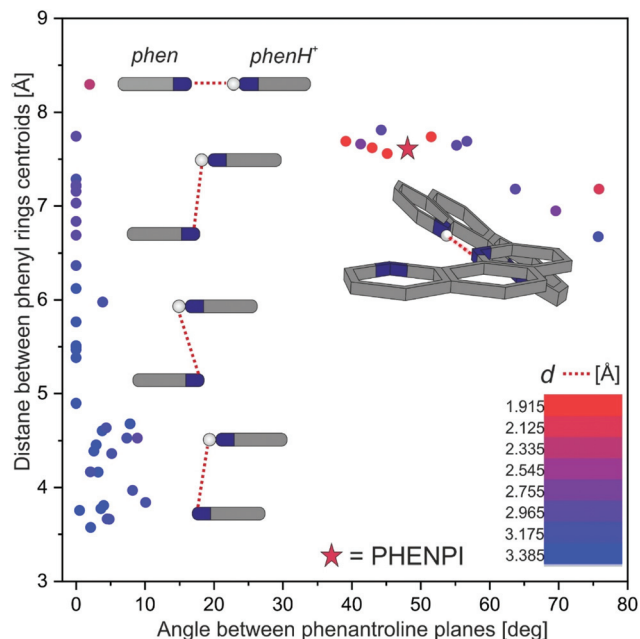 Distane between phenyl rings centroids [Å]
9
8
7
6
5
4
3
phen
phenH⁺
d [Å]
1.915
2.125
2.335
2.545
2.755
2.965
3.175
3.385
= PHENPI
0 10 20 30 40 50 60 70 80
Angle between phenantroline planes [deg]